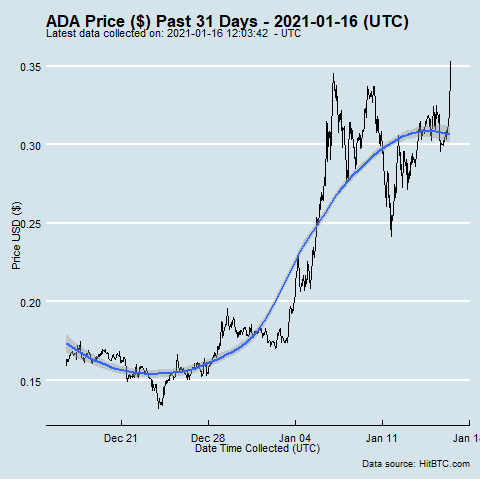 ADA Price ($) Past 31 Days - 2021-01-16 (UTC)
Latest data collected on: 2021-01-16 12:03:42 - UTC
0.35
0.30
0.25
0.20
0.15
Price USD ($)
Dec 21
Dec 28
Jan 04
Jan 11
Jan 18
Date Time Collected (UTC)
Data source: HitBTC.com